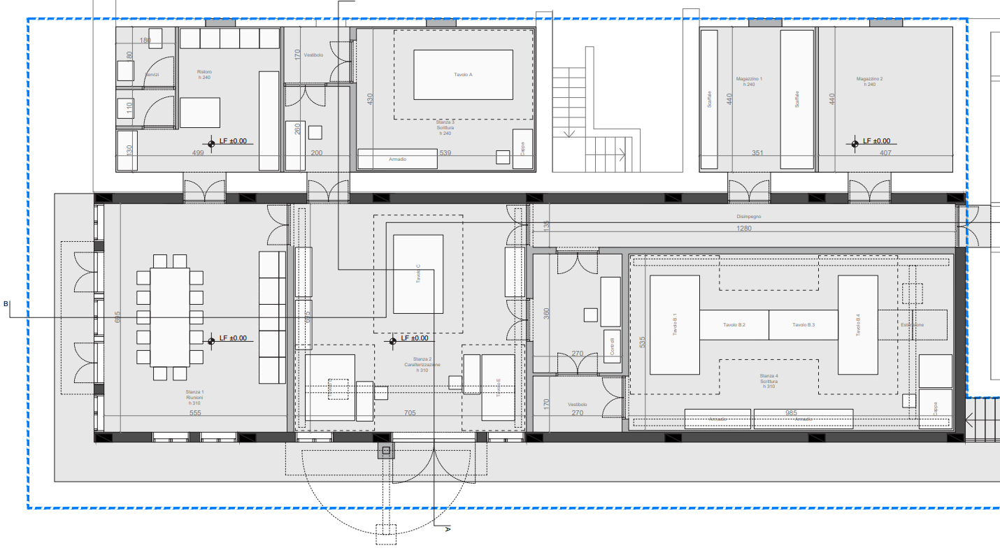 180
80
Servizi
110
130
Ristoro
h 240
LF ±0.00
499
170
Vestibolo
260
200
430
Tavolo A
Stanza 3
Scrittura
h 240
Armadio
539
Cappa
Scaffale
440
Magazzino 1
h 240
Scaffale
351
440
Magazzino 2
h 240
LF ±0.00
407
135
Disimpegno
1280
B
695
LF ±0.00
Stanza 1
Riunioni
h 310
555
695
Tavolo C
LF ±0.00
Stanza 2
Caratterizzazione
h 310
Tavolo E
705
360
Controlli
270
170
Vestibolo
270
535
Tavolo B.1
Tavolo B.2
Tavolo B.3
Tavolo B.4
Estensione
Stanza 4
Scrittura
h 310
Armadio
985
Armadio
Cappa
A